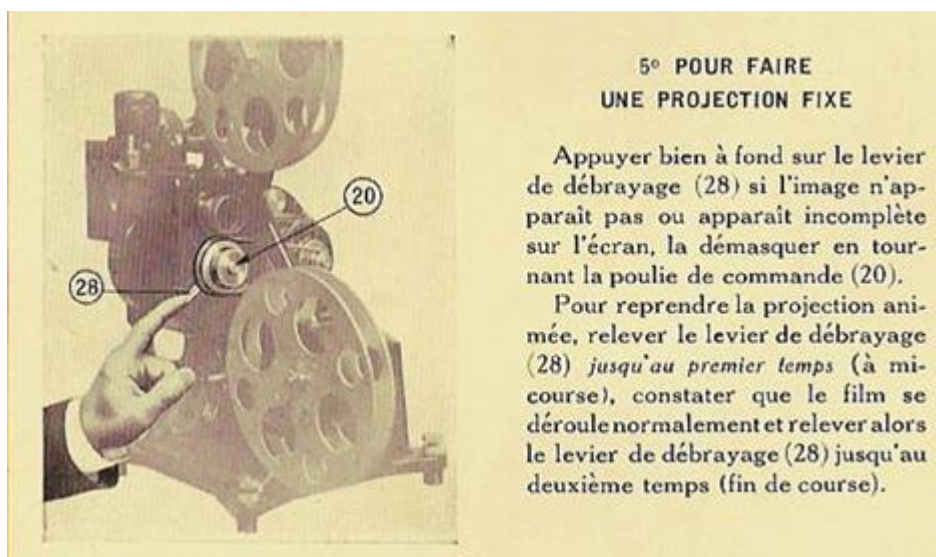 20
28
5º POUR FAIRE
UNE PROJECTION FIXE
Appuyer bien à fond sur le levier
de débrayage (28) si l'image n'ap-
paraît pas ou apparait incomplète
sur l'écran, la démasquer en tour-
nant la poulie de commande (20).
Pour reprendre la projection ani-
mée, relever le levier de débrayage
(28) jusqu'au premier temps (à mi-
course), constater que le film se
déroule normalement et relever alors
le levier de débrayage (28) jusqu'au
deuxième temps (fin de course).